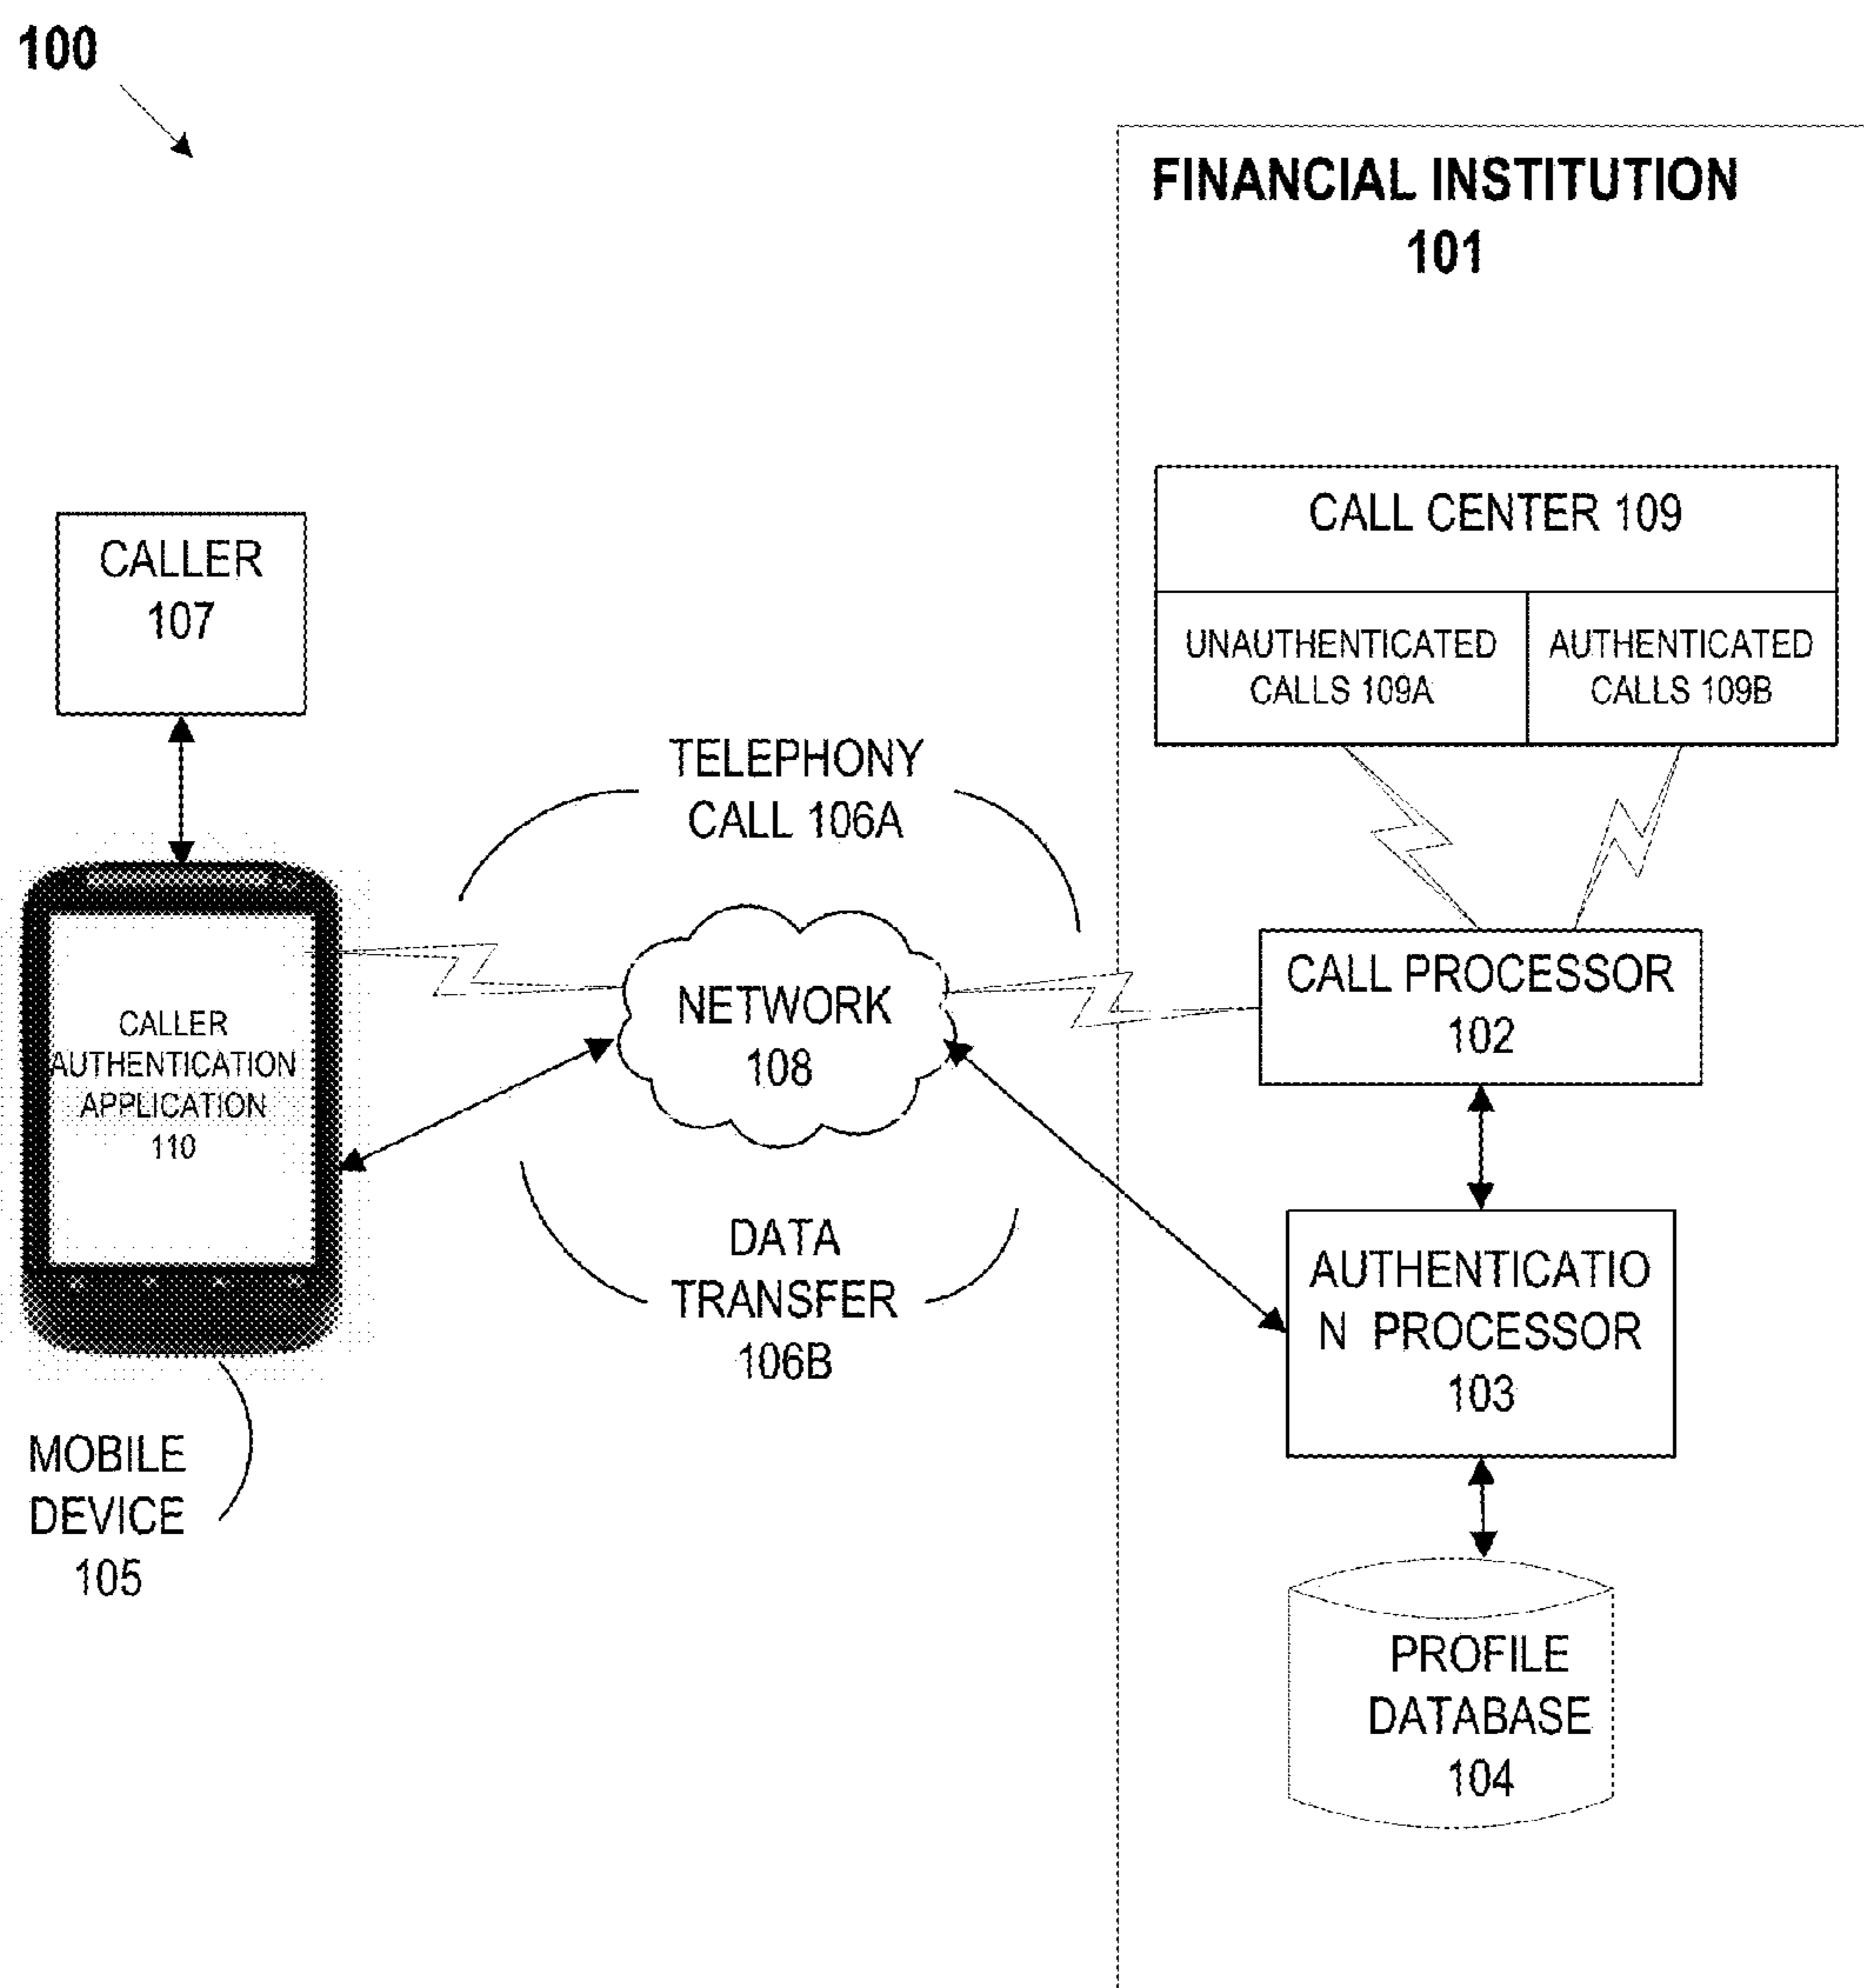 100
FINANCIAL INSTITUTION
101
CALL CENTER 109
UNAUTHENTICATED
CALLS 109A
AUTHENTICATED
CALLS 109B
CALLER
107
TELEPHONY
CALL 106A
CALLER
AUTHENTICATION
APPLICATION
110
NETWORK
108
CALL PROCESSOR
102
DATA
TRANSFER
106B
AUTHENTICATIO
N PROCESSOR
103
MOBILE
DEVICE
105
PROFILE
DATABASE
104